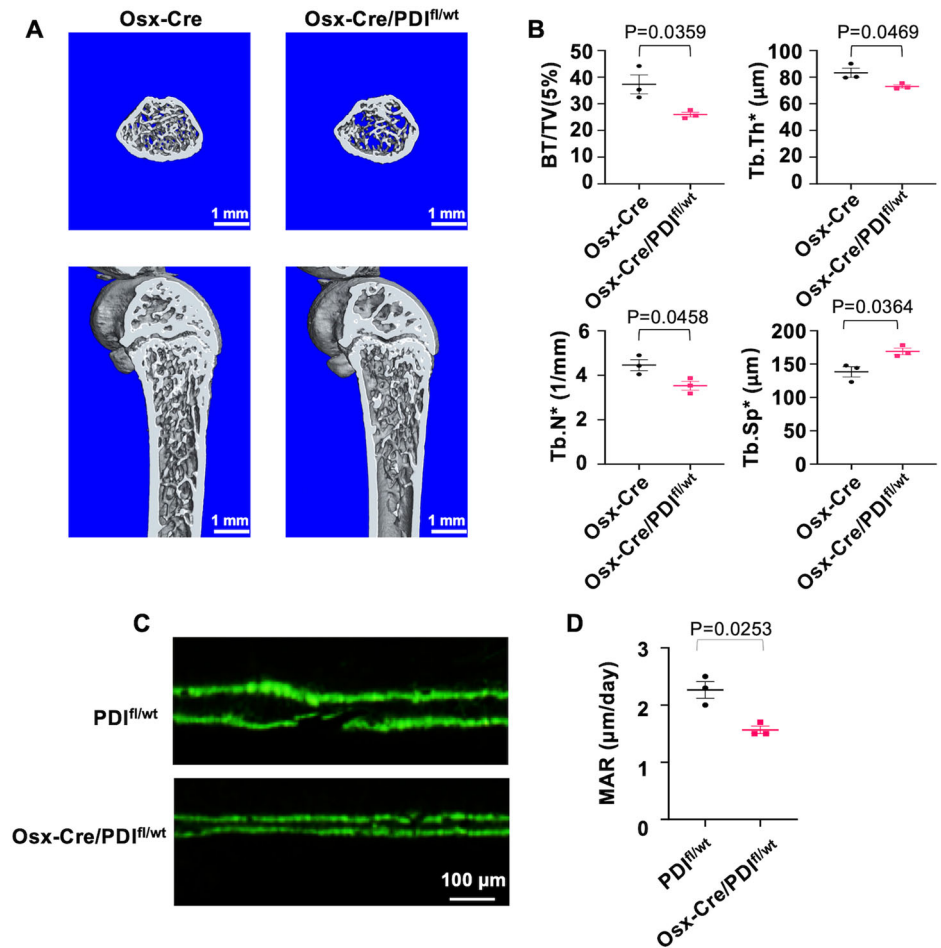 A
Osx-Cre
Osx-Cre/PDIfl/wt
1 mm
1 mm
1 mm
1 mm
B
P=0.0359
BT/TV(5%)
50
40
30
20
10
0
Osx-Cre
Osx-Cre/PDIfl/wt
P=0.0469
Tb.Th* (µm)
100
80
60
40
20
0
Osx-Cre
Osx-Cre/PDIfl/wt
P=0.0458
Tb.N* (1/mm)
6
4
2
0
Osx-Cre
Osx-Cre/PDIfl/wt
P=0.0364
Tb.Sp* (µm)
200
150
100
50
0
Osx-Cre
Osx-Cre/PDIfl/wt
C
PDIfl/wt
Osx-Cre/PDIfl/wt
100 µm
D
P=0.0253
MAR (µm/day)
3
2
1
0
PDIfl/wt
Osx-Cre/PDIfl/wt